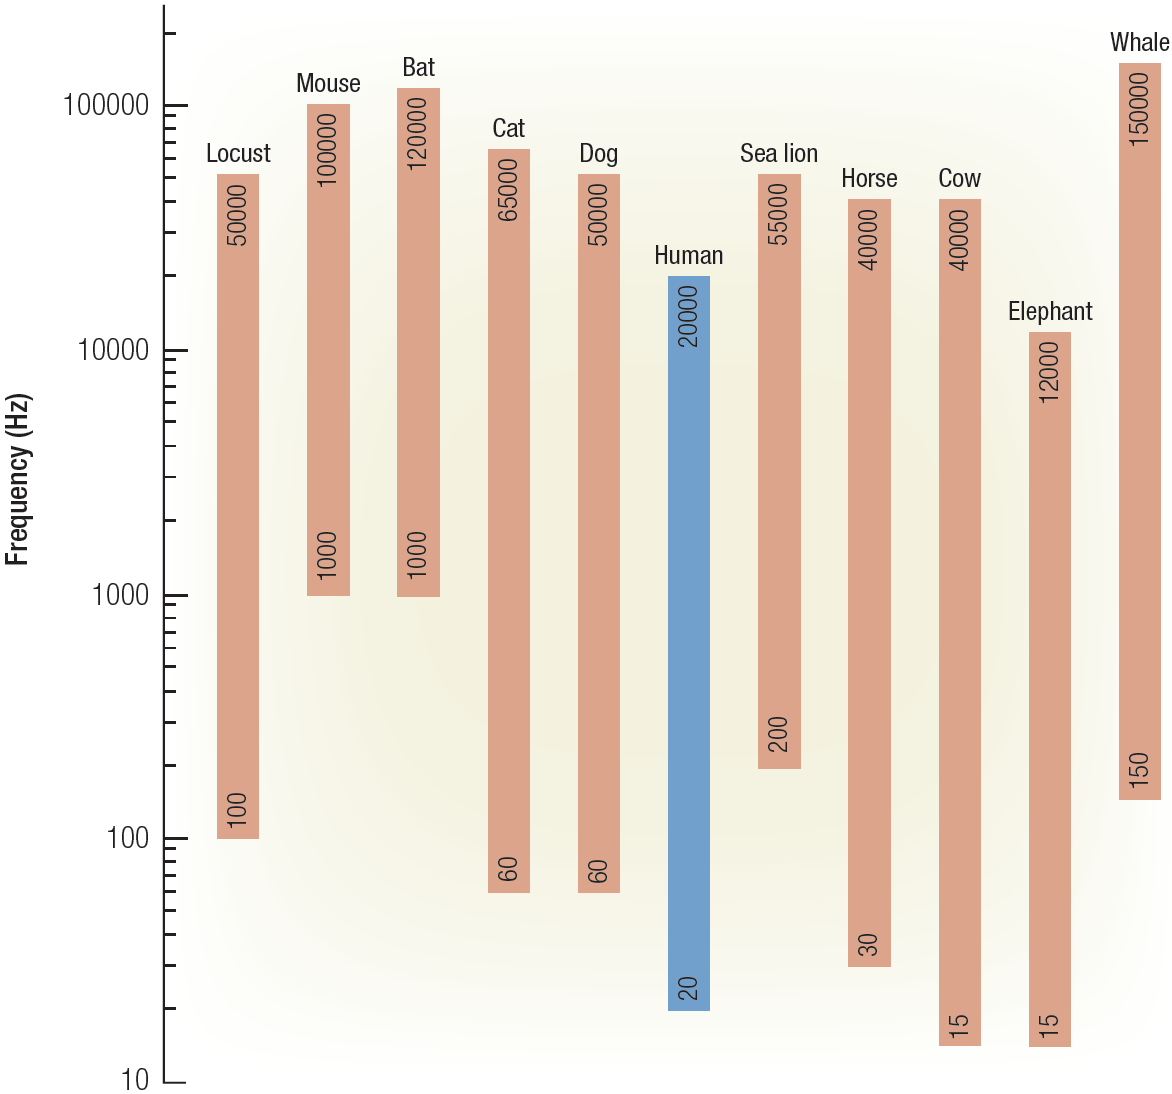 Frequency (Hz)
100000
10000
1000
100
10
Locust
50000
100
Mouse
100000
1000
Bat
120000
1000
Cat
65000
60
Dog
50000
60
Human
20000
20
Sea lion
55000
200
Horse
40000
30
Cow
40000
15
Elephant
12000
15
Whale
150000
150